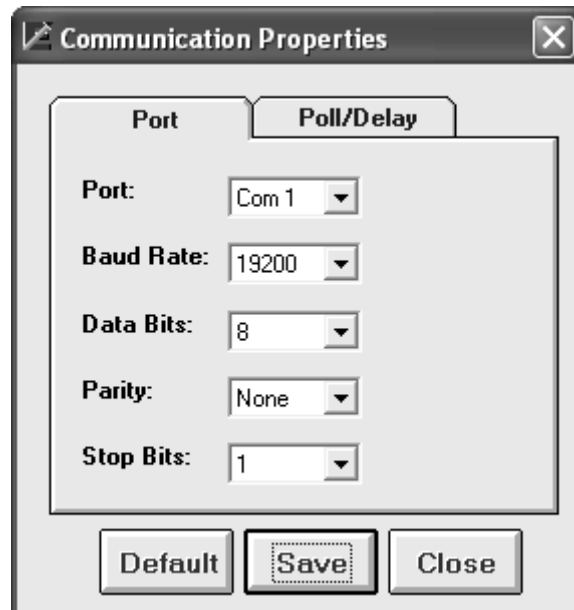 Communication Properties
Port Poll/Delay
Port: Com 1
Baud Rate: 19200
Data Bits: 8
Parity: None
Stop Bits: 1
Default Save Close